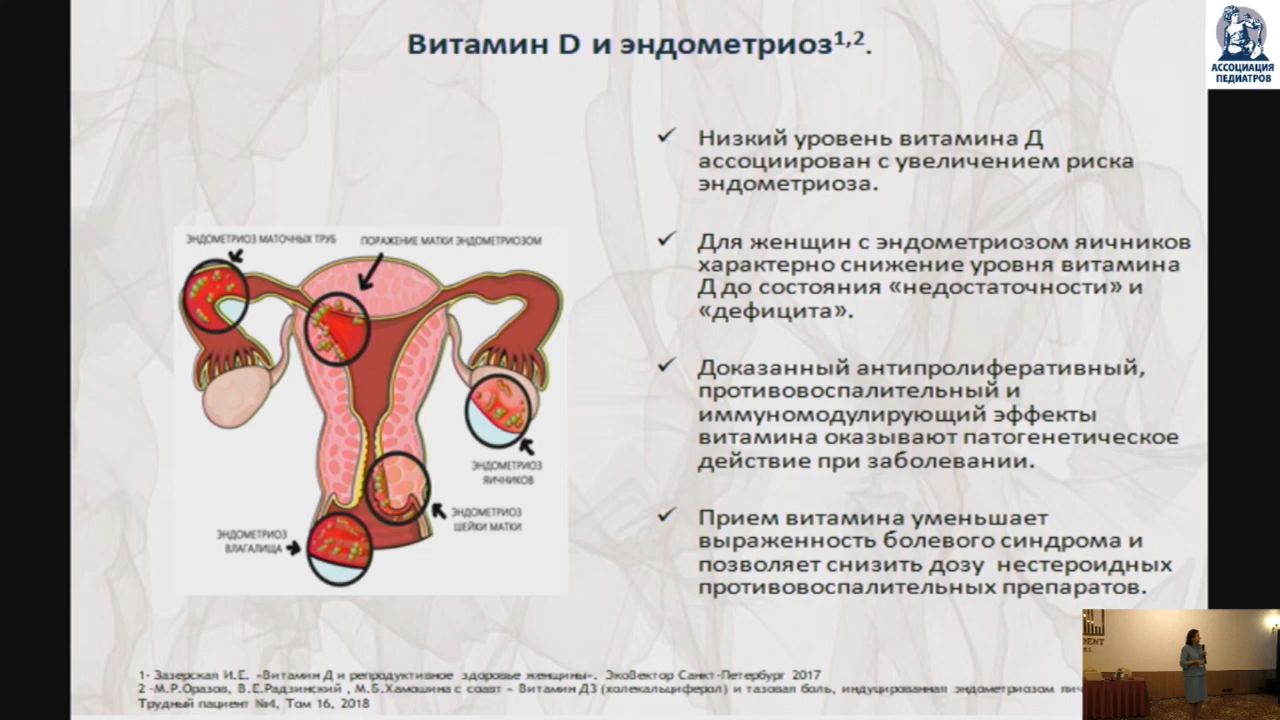 Витамин D и эндометриоз1,2.
АССОЦИАЦИЯ
ПЕДИАТРОВ
✓ Низкий уровень витамина Д
ассоциирован с увеличением риска
эндометриоза.
✓ Для женщин с эндометриозом яичников
характерно снижение уровня витамина
Д до состояния «недостаточности» и
«дефицита».
✓ Доказанный антипролиферативный,
противовоспалительный и
иммуномодулирующий эффекты
витамина оказывают патогенетическое
действие при заболевании.
✓ Прием витамина уменьшает
выраженность болевого синдрома и
позволяет снизить дозу нестероидных
противовоспалительных препаратов.
ЭНДОМЕТРИОЗ МАТОЧНЫХ ТРУБ
ПОРАЖЕНИЕ МАТКИ ЭНДОМЕТРИОЗОМ
ЭНДОМЕТРИОЗ
ЯИЧНИКОВ
ЭНДОМЕТРИОЗ
ШЕЙКИ МАТКИ
ЭНДОМЕТРИОЗ
ВЛАГАЛИЩА
1- Зазерская И.Е. «Витамин Д и репродуктивное здоровье женщины». ЭкоВектор Санкт-Петербург 2017
2 -М.Р.Оразов, В.Е.Радзинский , М.Б.Хамошина с соавт – Витамин Д3 (холекальциферол) и тазовая боль, индуцированная эндометриозом
Трудный пациент №4, Том 16, 2018